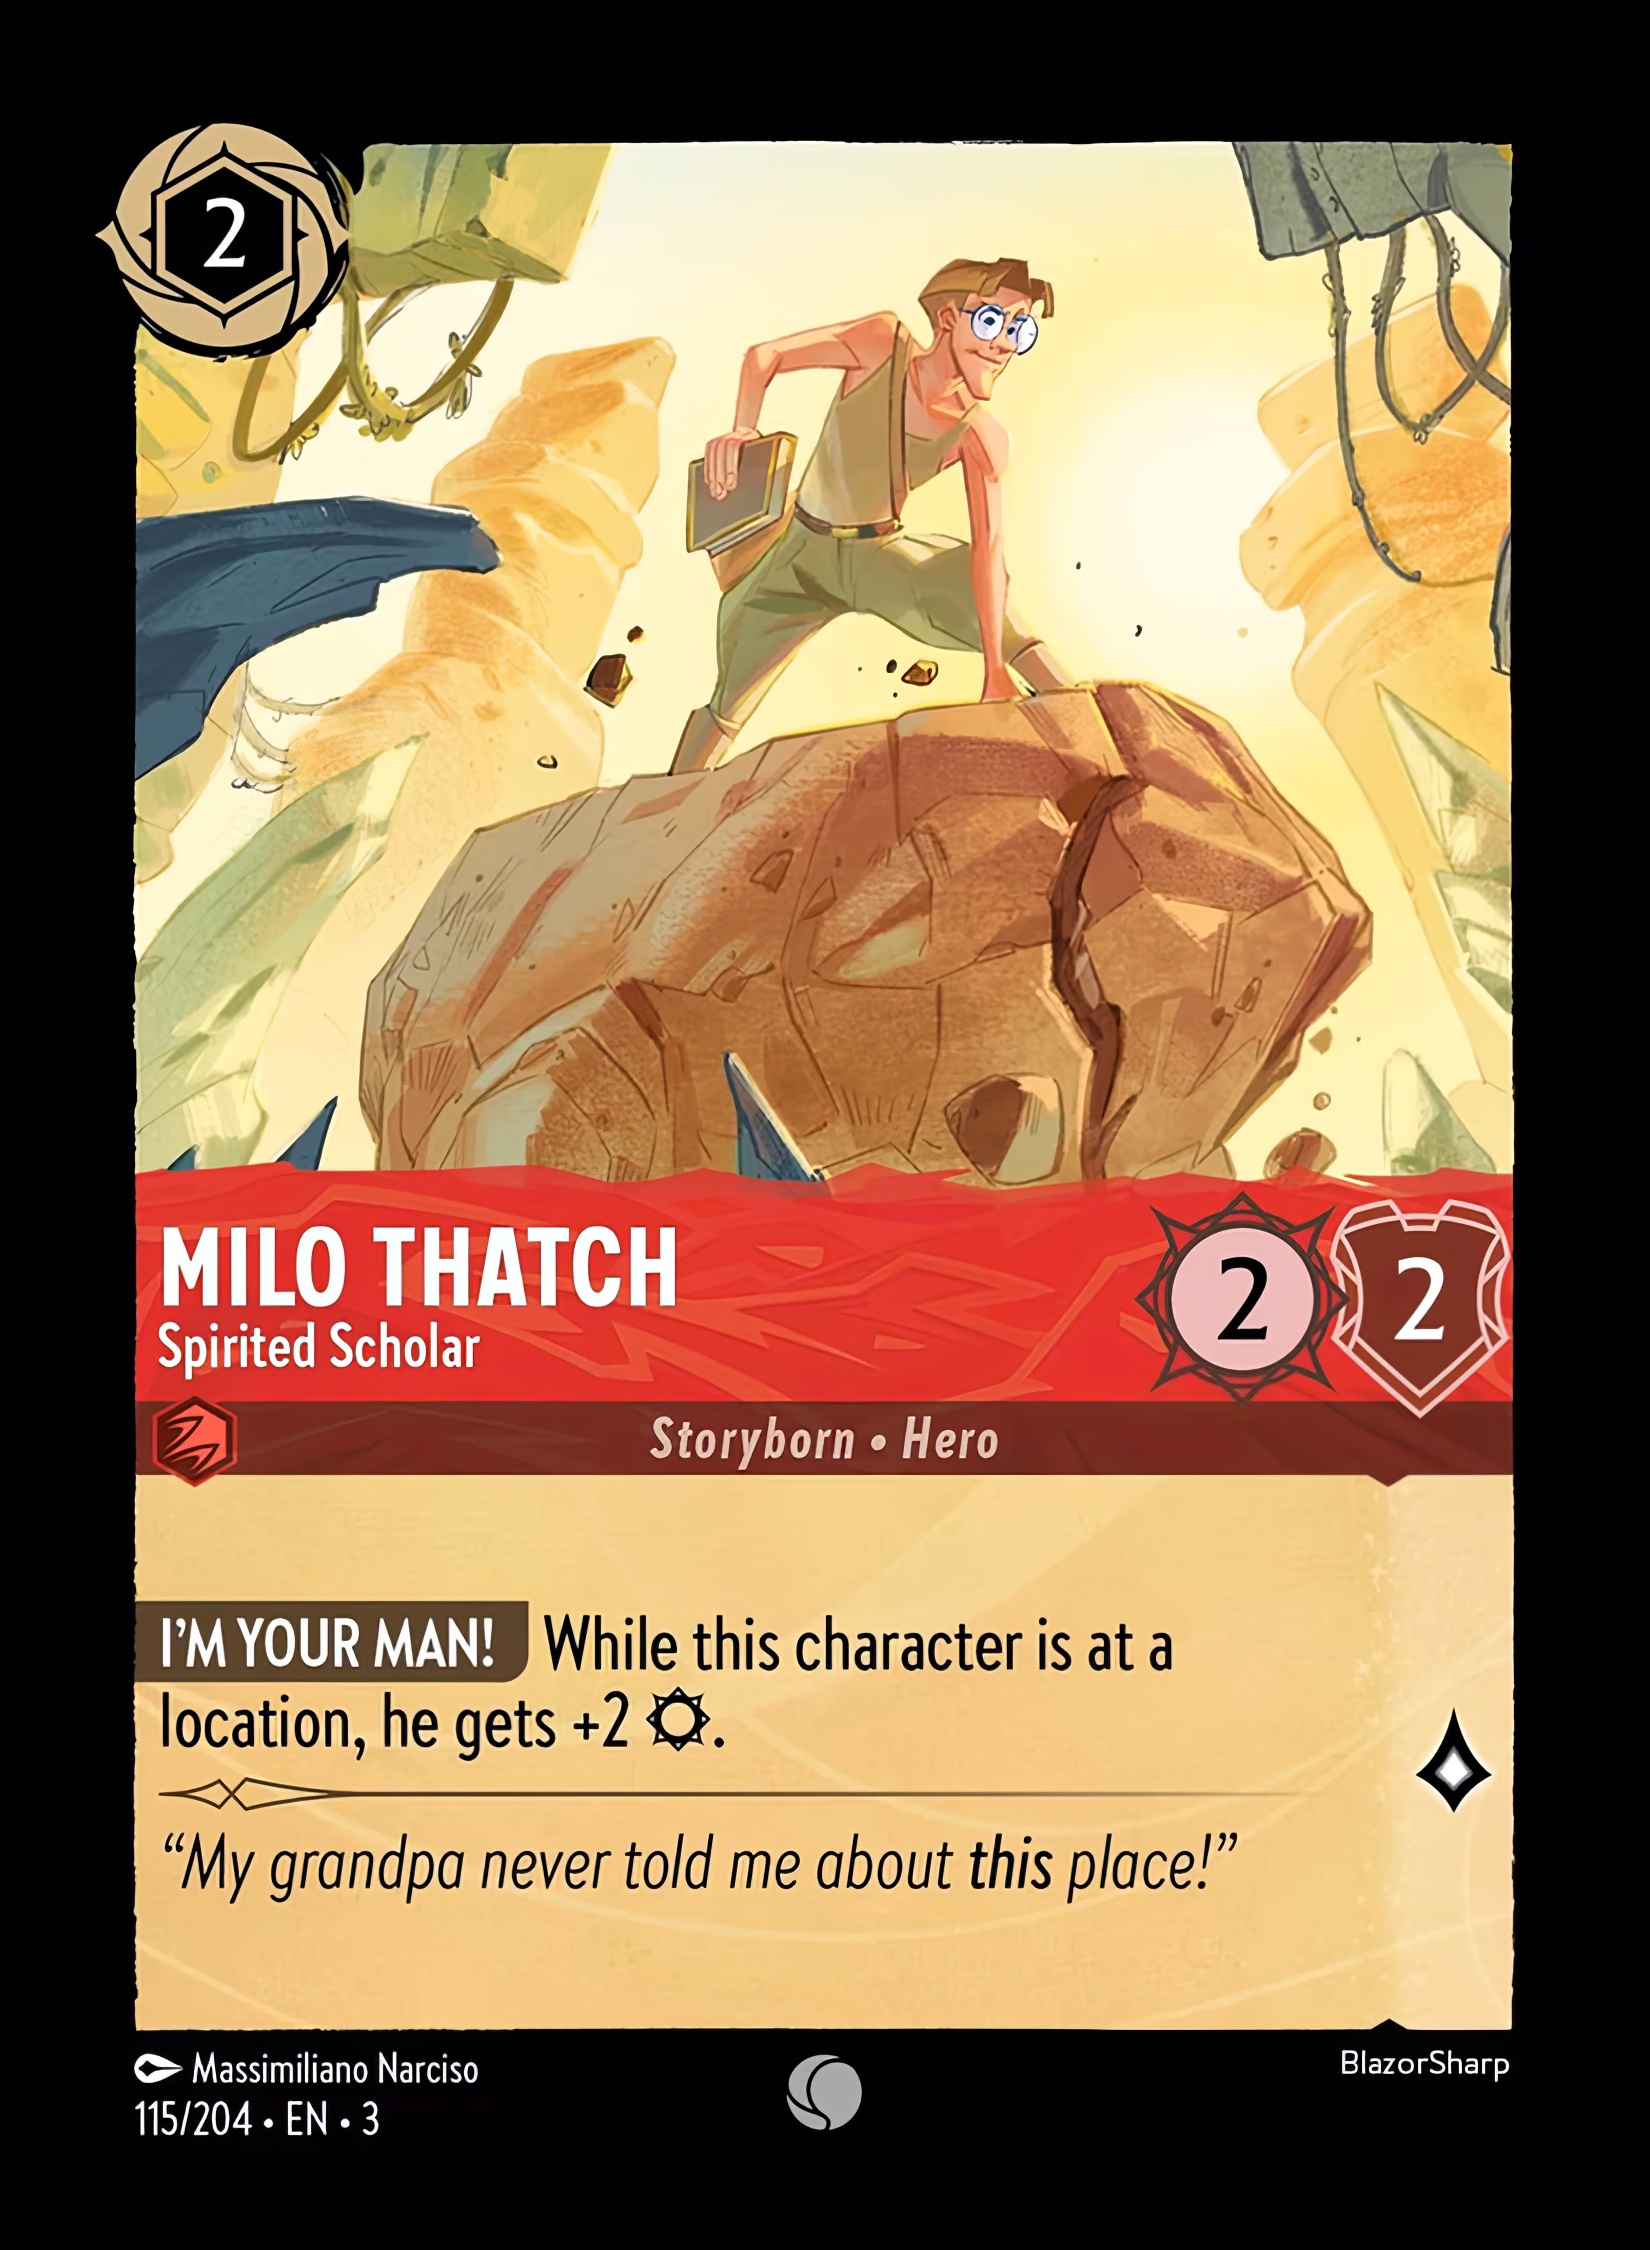 2
MILO THATCH
Spirited Scholar
2 2
Storyborn • Hero
I'M YOUR MAN! While this character is at a
location, he gets +2 .
“My grandpa never told me about this place!”
Massimiliano Narciso
115/204 • EN • 3
BlazorSharp